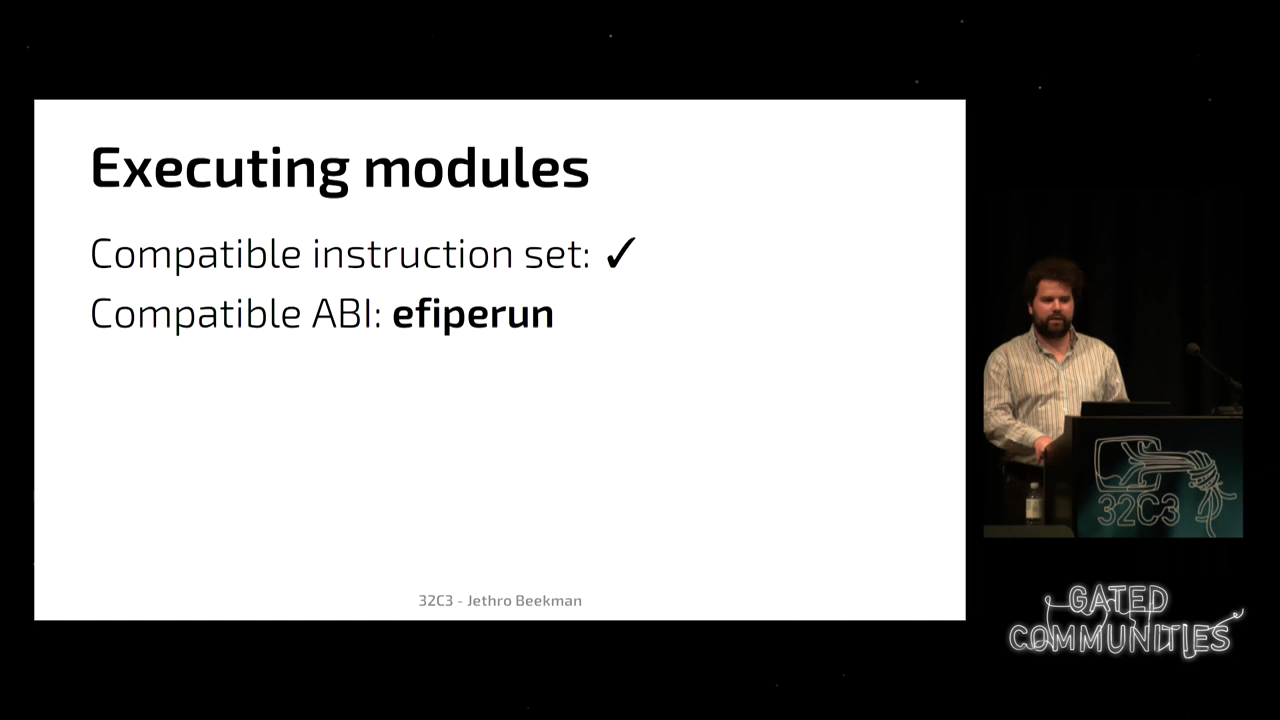 Executing modules
Compatible instruction set: ✓
Compatible ABI: efiperun
32C3 - Jethro Beekman
32C3
GATED
COMMUNITIES